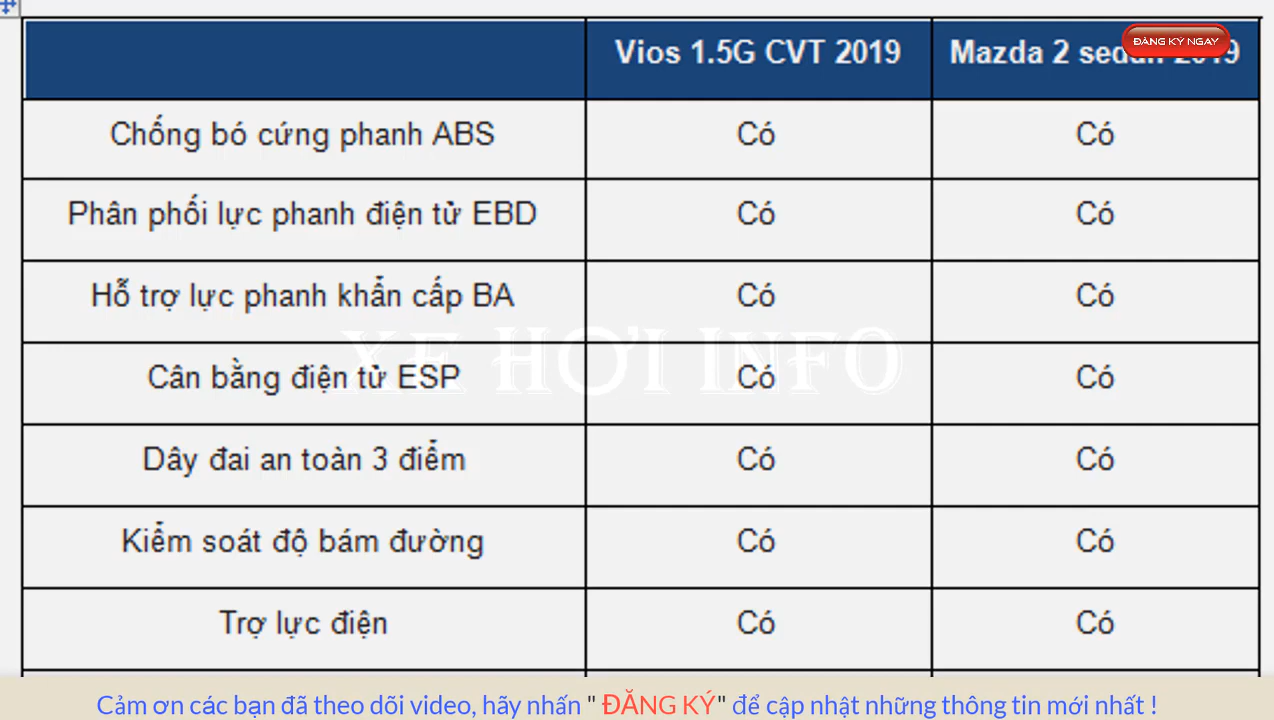 Vios 1.5G CVT 2019 Mazda 2 sedan 2019
ĐĂNG KÝ NGAY
Chống bó cứng phanh ABS Có Có
Phân phối lực phanh điện tử EBD Có Có
Hỗ trợ lực phanh khẩn cấp BA Có Có
XE HƠI INFO
Cân bằng điện tử ESP Có Có
Dây đai an toàn 3 điểm Có Có
Kiểm soát độ bám đường Có Có
Trợ lực điện Có Có
Cảm ơn các bạn đã theo dõi video, hãy nhấn " ĐĂNG KÝ" để cập nhật những thông tin mới nhất !